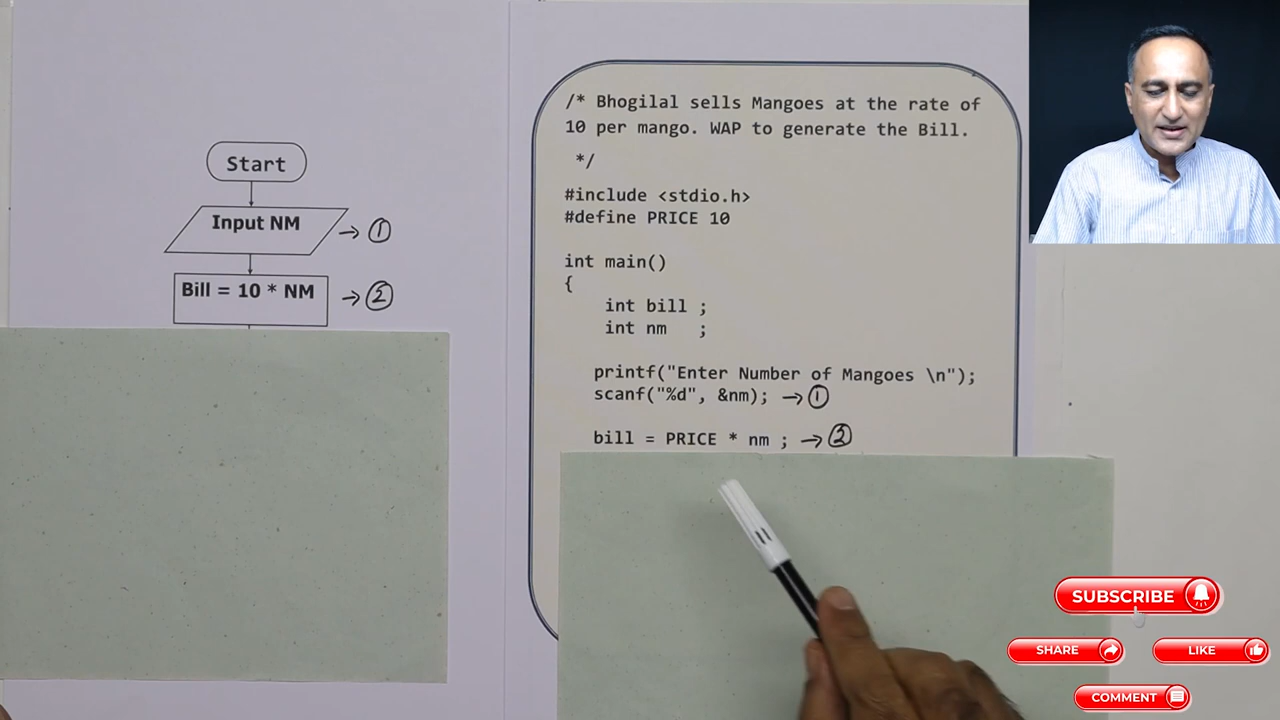 Start
Input NM
→ ①
Bill = 10 * NM
→ ②
/* Bhogilal sells Mangoes at the rate of
10 per mango. WAP to generate the Bill.
*/
#include <stdio.h>
#define PRICE 10
int main()
{
int bill ;
int nm ;
printf("Enter Number of Mangoes \n");
scanf("%d", &nm); → ①
bill = PRICE * nm ; → ②
SUBSCRIBE
SHARE
LIKE
COMMENT